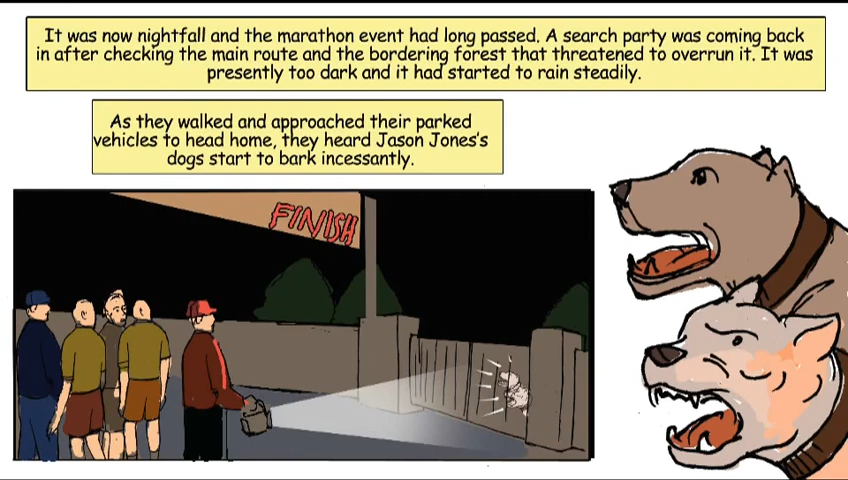 It was now nightfall and the marathon event had long passed. A search party was coming back
in after checking the main route and the bordering forest that threatened to overrun it. It was
presently too dark and it had started to rain steadily.
As they walked and approached their parked
vehicles to head home, they heard Jason Jones's
dogs start to bark incessantly.
FINISH